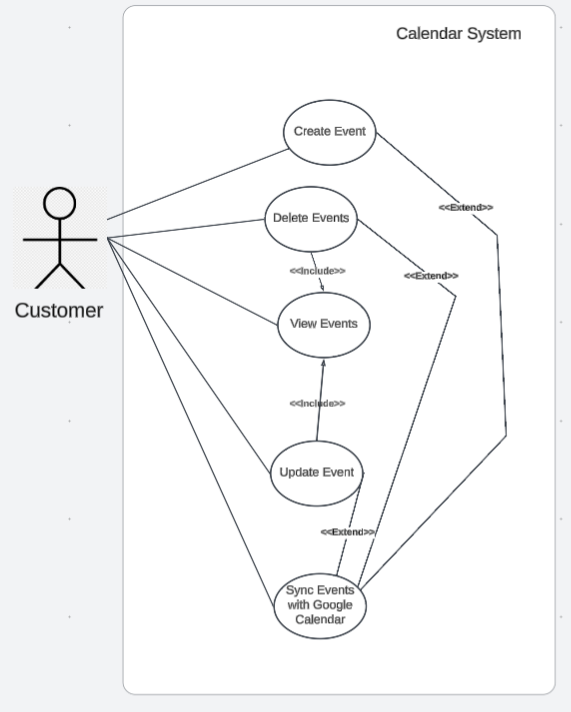 Calendar System
Create Event
<<Extend>>
Delete Events
<<Include>>
<<Extend>>
Customer
View Events
<<Include>>
Update Event
<<Extend>>
Sync Events
with Google
Calendar